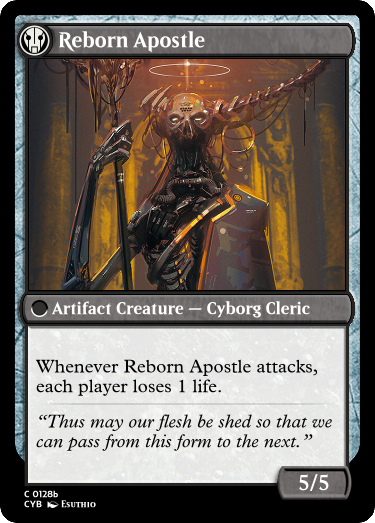 Reborn Apostle
Artifact Creature — Cyborg Cleric
Whenever Reborn Apostle attacks,
each player loses 1 life.
“Thus may our flesh be shed so that we
can pass from this form to the next.”
5/5
C 0128b
CYB Esuthio